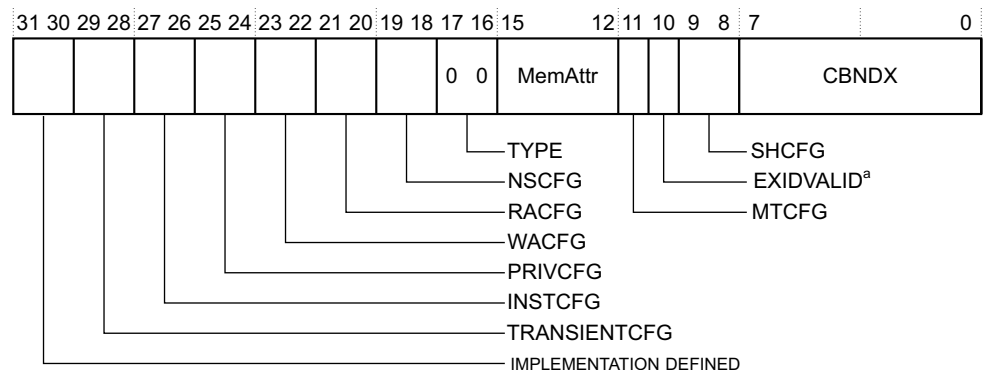 31 30 29 28 27 26 25 24 23 22 21 20 19 18 17 16 15 12 11 10 9 8 7 0
0 0 MemAttr CBNDX
TYPE SHCFG
NSCFG EXIDVALIDa
RACFG MTCFG
WACFG
PRIVCFG
INSTCFG
TRANSIENTCFG
IMPLEMENTATION DEFINED